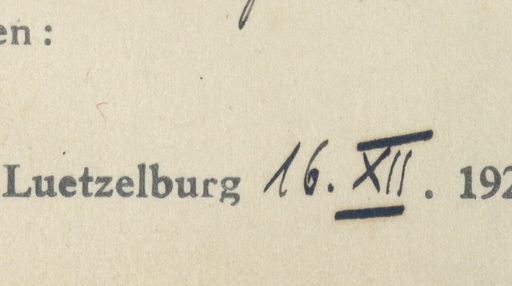 en :
Luetzelburg 16. XII. 192